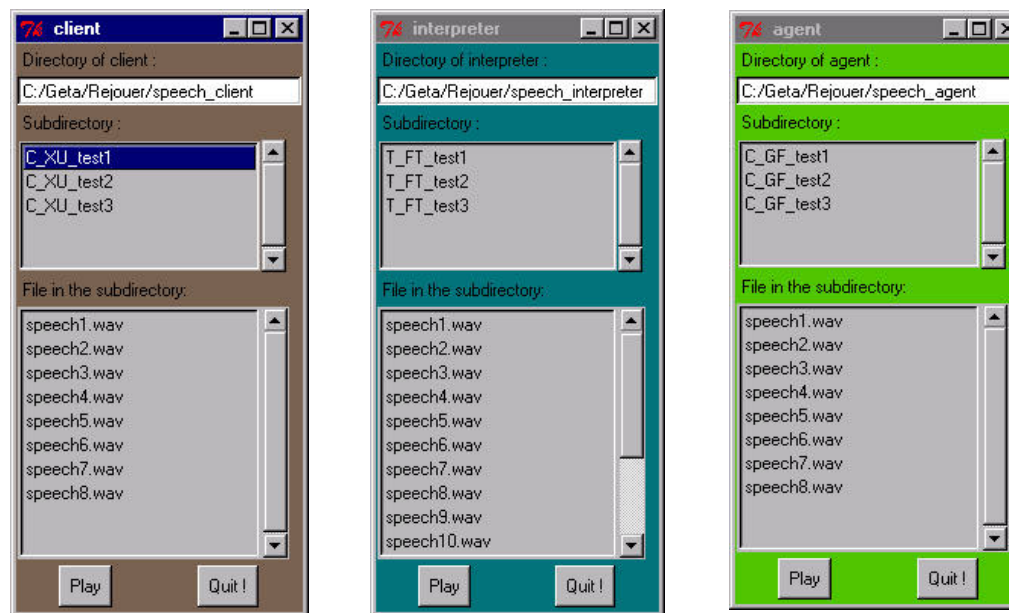 client
Directory of client :
C:/Geta/Rejouer/speech_client
Subdirectory :
C_XU_test1
C_XU_test2
C_XU_test3
File in the subdirectory:
speech1.wav
speech2.wav
speech3.wav
speech4.wav
speech5.wav
speech6.wav
speech7.wav
speech8.wav
Play
Quit !
interpreter
Directory of interpreter :
C:/Geta/Rejouer/speech_interpreter
Subdirectory :
T_FT_test1
T_FT_test2
T_FT_test3
File in the subdirectory:
speech1.wav
speech2.wav
speech3.wav
speech4.wav
speech5.wav
speech6.wav
speech7.wav
speech8.wav
speech9.wav
speech10.wav
Play
Quit !
agent
Directory of agent :
C:/Geta/Rejouer/speech_agent
Subdirectory :
C_GF_test1
C_GF_test2
C_GF_test3
File in the subdirectory:
speech1.wav
speech2.wav
speech3.wav
speech4.wav
speech5.wav
speech6.wav
speech7.wav
speech8.wav
Play
Quit !